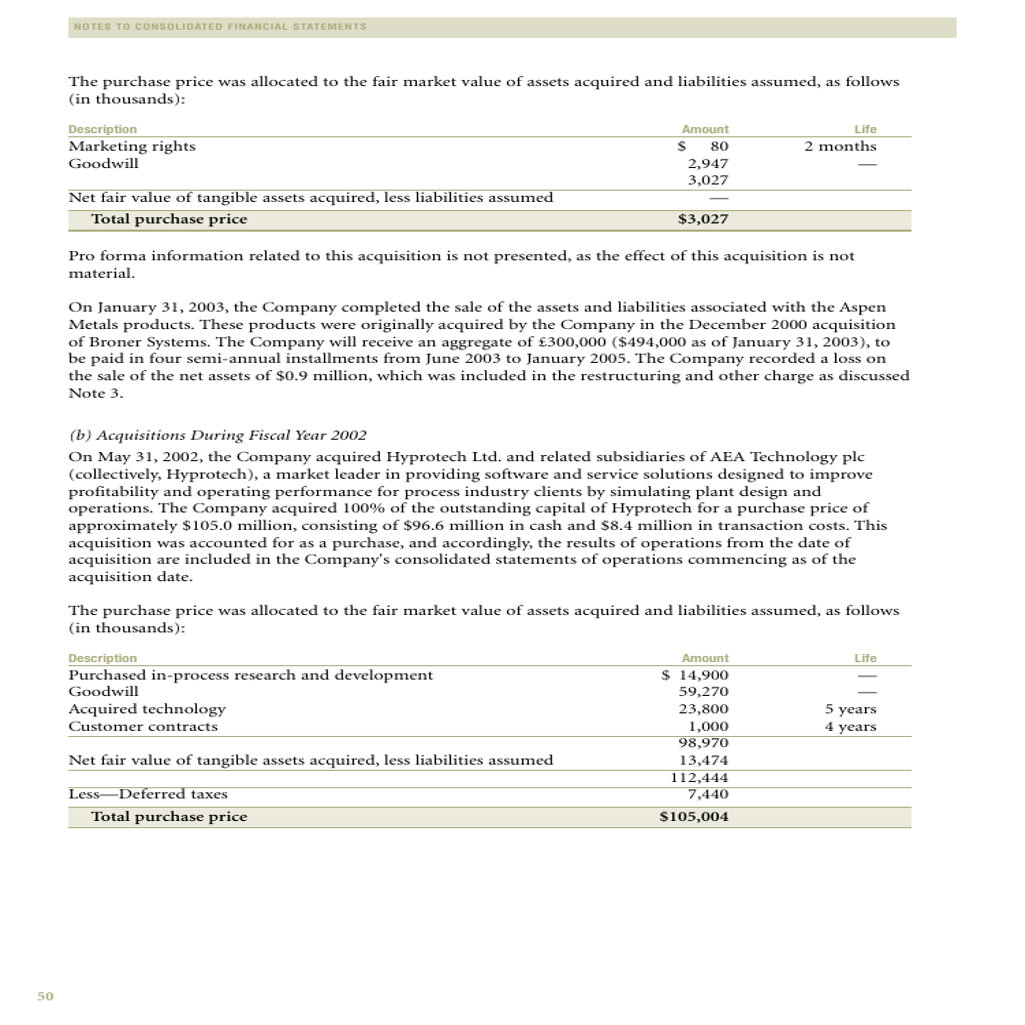 NOTES TO CONSOLIDATED FINANCIAL STATEMENTS
The purchase price was allocated to the fair market value of assets acquired and liabilities assumed, as follows
(in thousands):
Description Amount Life
Marketing rights $ 80 2 months
Goodwill 2,947 —
3,027
Net fair value of tangible assets acquired, less liabilities assumed —
Total purchase price $3,027
Pro forma information related to this acquisition is not presented, as the effect of this acquisition is not
material.
On January 31, 2003, the Company completed the sale of the assets and liabilities associated with the Aspen
Metals products. These products were originally acquired by the Company in the December 2000 acquisition
of Broner Systems. The Company will receive an aggregate of £300,000 ($494,000 as of January 31, 2003), to
be paid in four semi-annual installments from June 2003 to January 2005. The Company recorded a loss on
the sale of the net assets of $0.9 million, which was included in the restructuring and other charge as discussed
Note 3.
(b) Acquisitions During Fiscal Year 2002
On May 31, 2002, the Company acquired Hyprotech Ltd. and related subsidiaries of AEA Technology plc
(collectively, Hyprotech), a market leader in providing software and service solutions designed to improve
profitability and operating performance for process industry clients by simulating plant design and
operations. The Company acquired 100% of the outstanding capital of Hyprotech for a purchase price of
approximately $105.0 million, consisting of $96.6 million in cash and $8.4 million in transaction costs. This
acquisition was accounted for as a purchase, and accordingly, the results of operations from the date of
acquisition are included in the Company's consolidated statements of operations commencing as of the
acquisition date.
The purchase price was allocated to the fair market value of assets acquired and liabilities assumed, as follows
(in thousands):
Description Amount Life
Purchased in-process research and development $ 14,900 —
Goodwill 59,270 —
Acquired technology 23,800 5 years
Customer contracts 1,000 4 years
98,970
Net fair value of tangible assets acquired, less liabilities assumed 13,474
112,444
Less—Deferred taxes 7,440
Total purchase price $105,004
50